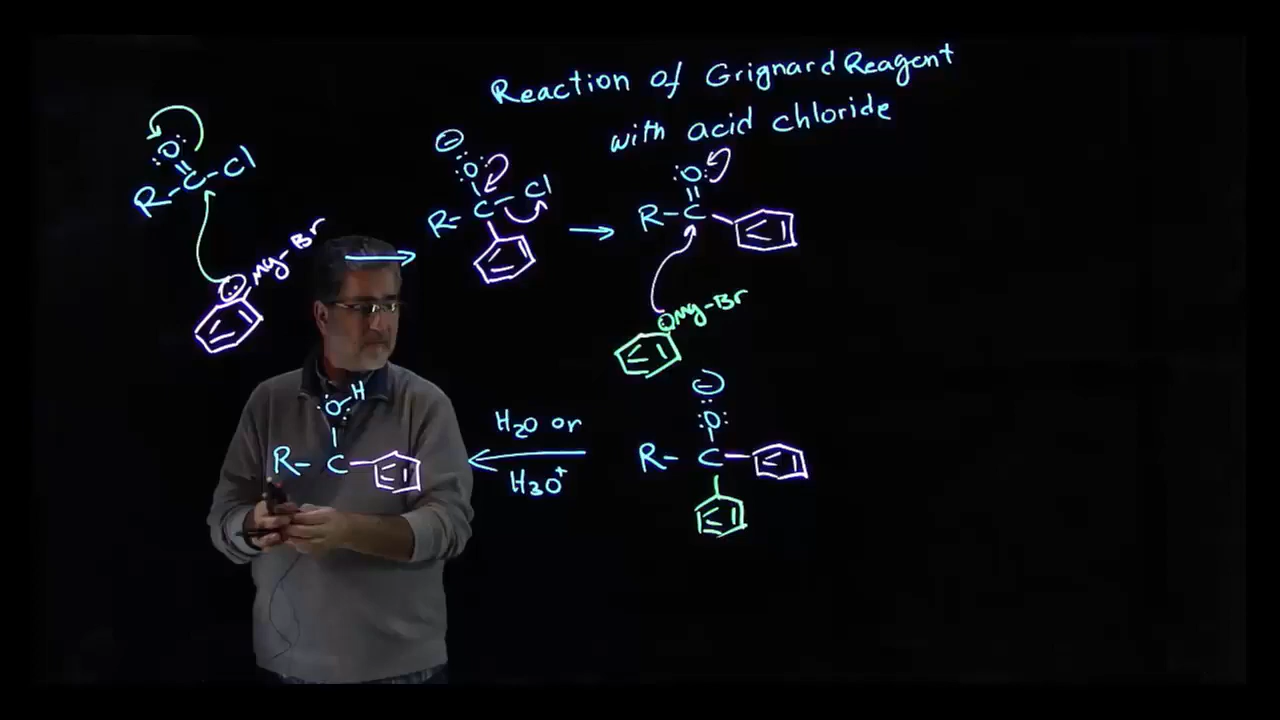 Reaction of Grignard Reagent
with acid chloride
O
R-C-Cl
Mg-Br
O
R-C-Cl
O
R-C
Mg-Br
O
R-C
H2O or
H3O+
O-H
R-C